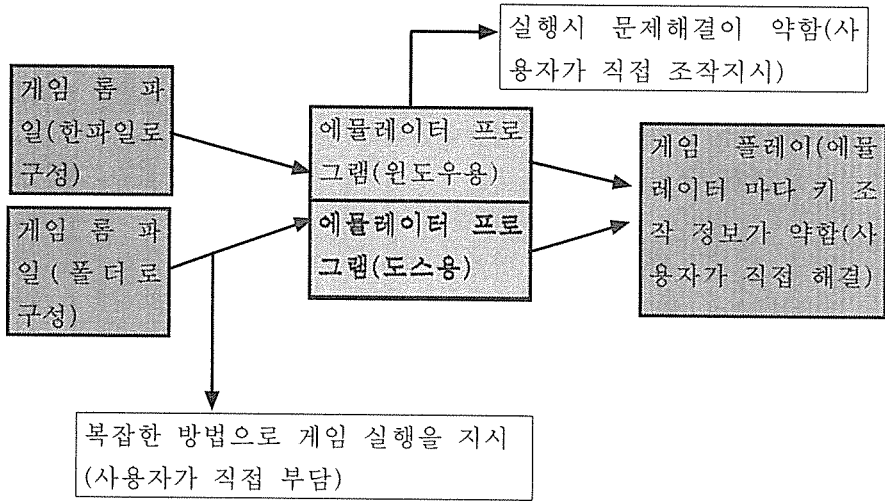 실행시 문제해결이 약함(사
용자가 직접 조작지시)
게임 롬 파
일(한파일로
구성)
에뮬레이터 프로
그램(윈도우용)
게임 플레이(에뮬
레이터 마다 키 조
작 정보가 약함(사
용자가 직접 해결)
게임 롬 파
일(폴더로
구성)
에뮬레이터 프로
그램(도스용)
복잡한 방법으로 게임 실행을 지시
(사용자가 직접 부담)